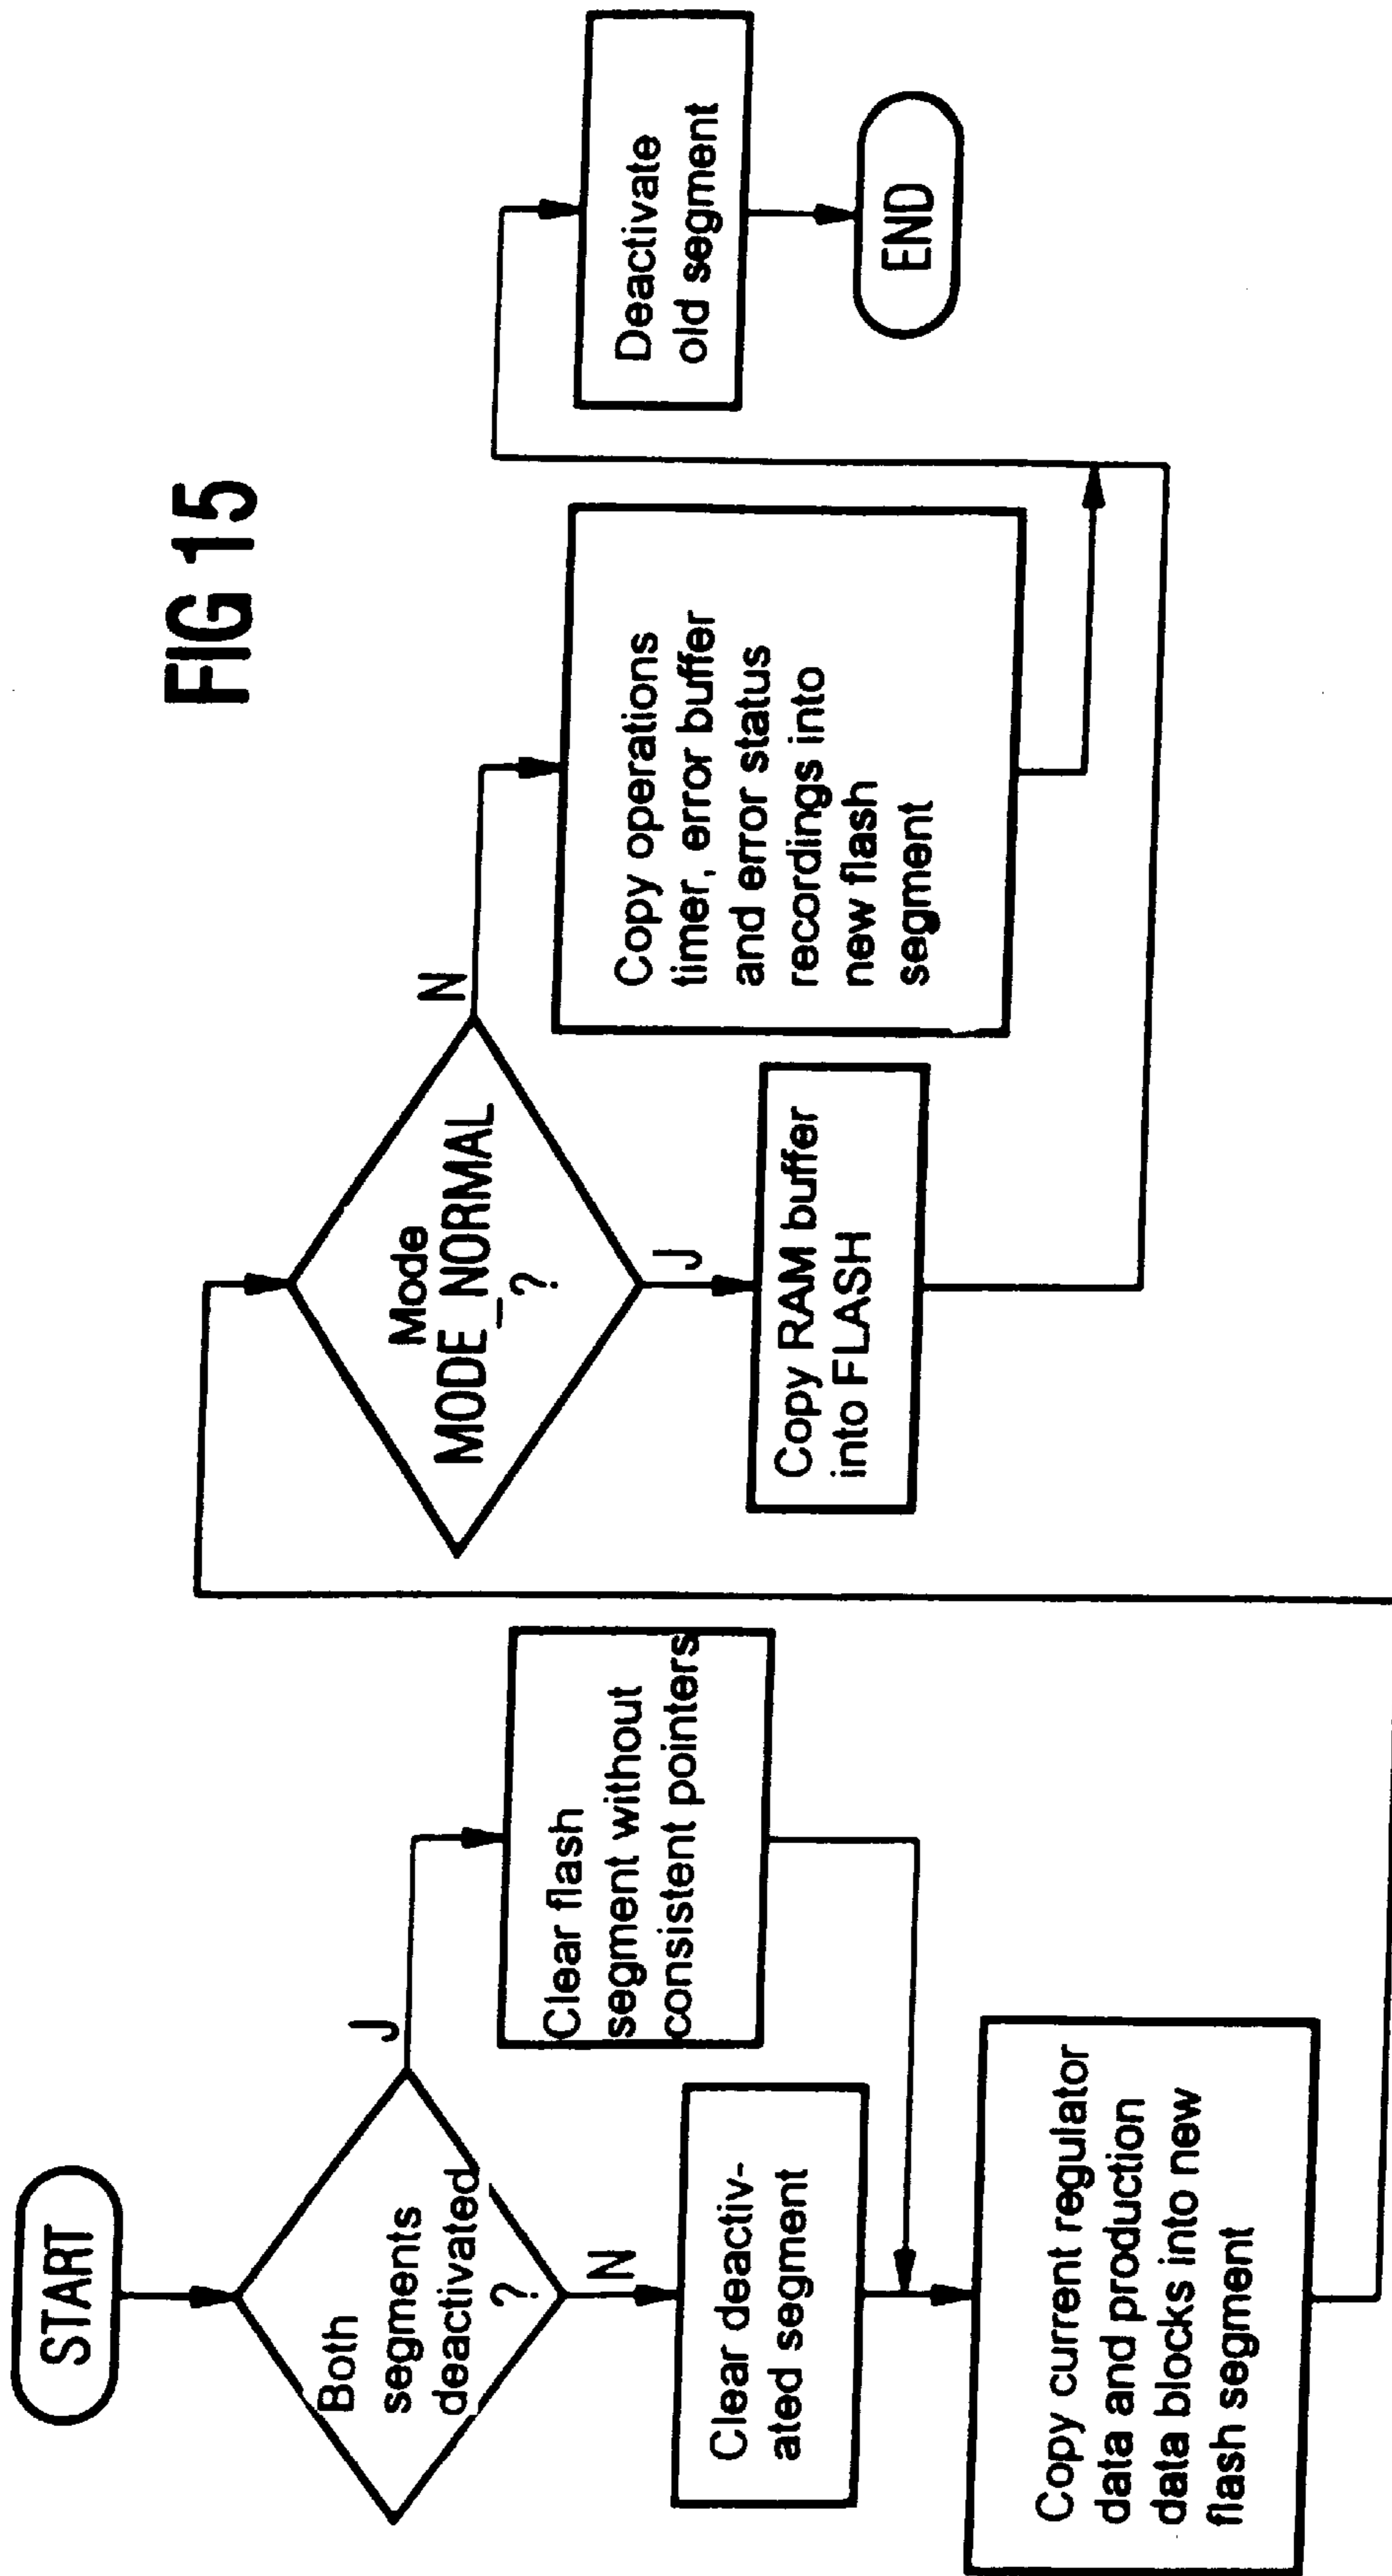 FIG 15
START
Both
segments
deactivated
?
J
N
Clear flash
segment without
consistent pointers
Clear deactiv-
ated segment
Copy current regulator
data and production
data blocks into new
flash segment
Mode
MODE_NORMAL
?
N
J
Copy RAM buffer
into FLASH
Copy operations
timer, error buffer
and error status
recordings into
new flash
segment
Deactivate
old segment
END